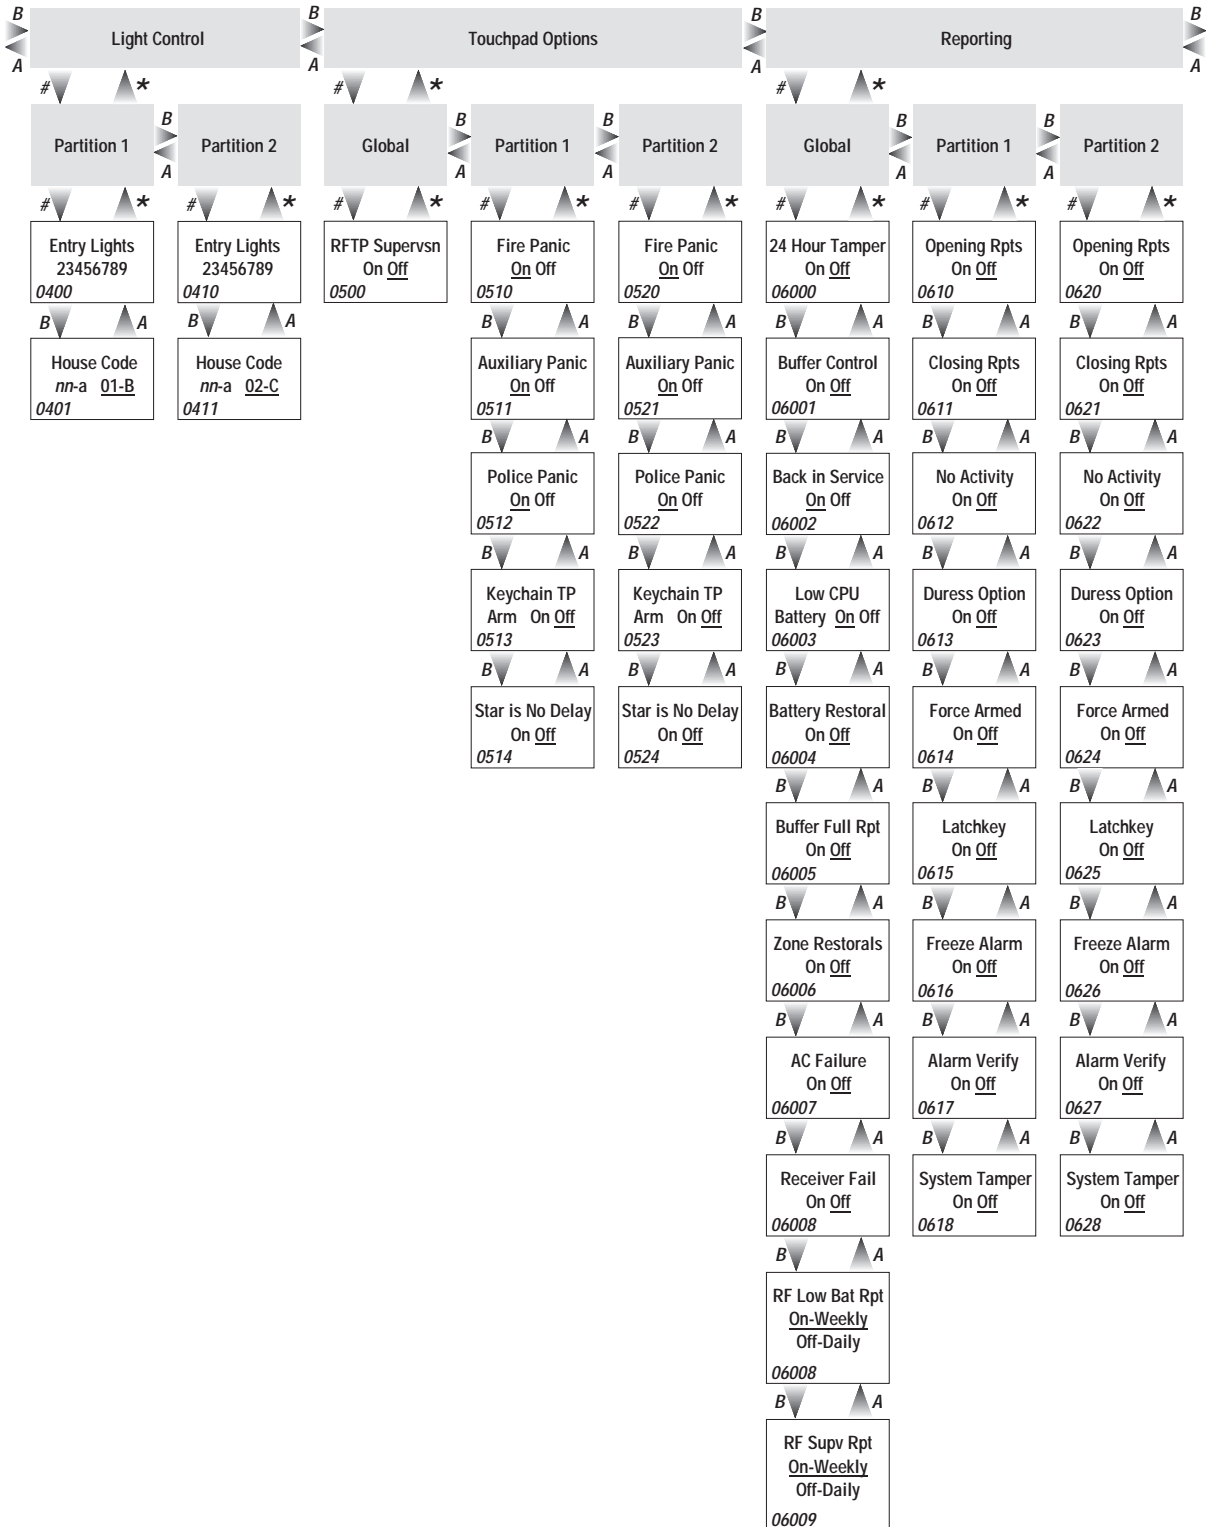 B
Light Control
B
Touchpad Options
B
Reporting
B
A
A
A
A
#
*
#
*
#
*
Partition 1
B
A
Partition 2
Global
B
A
Partition 1
B
A
Partition 2
Global
B
A
Partition 1
B
A
Partition 2
#
*
#
*
#
*
#
*
#
*
#
*
#
*
#
*
Entry Lights
23456789
0400
B
A
House Code
nn-a 01-B
0401
Entry Lights
23456789
0410
B
A
House Code
nn-a 02-C
0411
RFTP Supervsn
On Off
0500
Fire Panic
On Off
0510
B
A
Auxiliary Panic
On Off
0511
B
A
Police Panic
On Off
0512
B
A
Keychain TP
Arm On Off
0513
B
A
Star is No Delay
On Off
0514
Fire Panic
On Off
0520
B
A
Auxiliary Panic
On Off
0521
B
A
Police Panic
On Off
0522
B
A
Keychain TP
Arm On Off
0523
B
A
Star is No Delay
On Off
0524
24 Hour Tamper
On Off
06000
B
A
Buffer Control
On Off
06001
B
A
Back in Service
On Off
06002
B
A
Low CPU
Battery On Off
06003
B
A
Battery Restoral
On Off
06004
B
A
Buffer Full Rpt
On Off
06005
B
A
Zone Restorals
On Off
06006
B
A
AC Failure
On Off
06007
B
A
Receiver Fail
On Off
06008
B
A
RF Low Bat Rpt
On-Weekly
Off-Daily
06008
B
A
RF Supv Rpt
On-Weekly
Off-Daily
06009
Opening Rpts
On Off
0610
B
A
Closing Rpts
On Off
0611
B
A
No Activity
On Off
0612
B
A
Duress Option
On Off
0613
B
A
Force Armed
On Off
0614
B
A
Latchkey
On Off
0615
B
A
Freeze Alarm
On Off
0616
B
A
Alarm Verify
On Off
0617
B
A
System Tamper
On Off
0618
Opening Rpts
On Off
0620
B
A
Closing Rpts
On Off
0621
B
A
No Activity
On Off
0622
B
A
Duress Option
On Off
0623
B
A
Force Armed
On Off
0624
B
A
Latchkey
On Off
0625
B
A
Freeze Alarm
On Off
0626
B
A
Alarm Verify
On Off
0627
B
A
System Tamper
On Off
0628